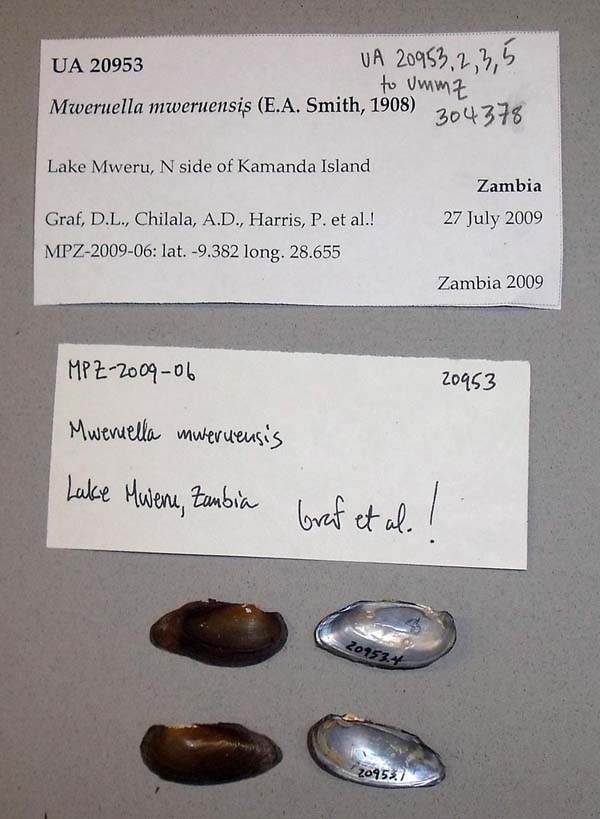 UA 20953
UA 20953.2,3,5
to UMMZ
304378
Mweruella mweruensis (E.A. Smith, 1908)
Lake Mweru, N side of Kamanda Island
Zambia
Graf, D.L., Chilala, A.D., Harris, P. et al.!
27 July 2009
MPZ-2009-06: lat. -9.382 long. 28.655
Zambia 2009
MPZ-2009-06
20953
Mweruella mweruensis
Lake Mweru, Zambia
Graf et al. !
8
20953.4
20953.1